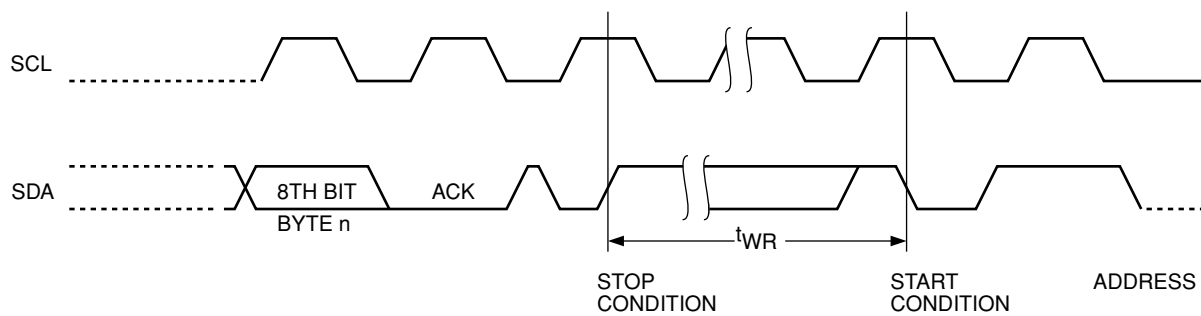 SCL
SDA
8TH BIT
BYTE n
ACK
tWR
STOP
CONDITION
START
CONDITION
ADDRESS